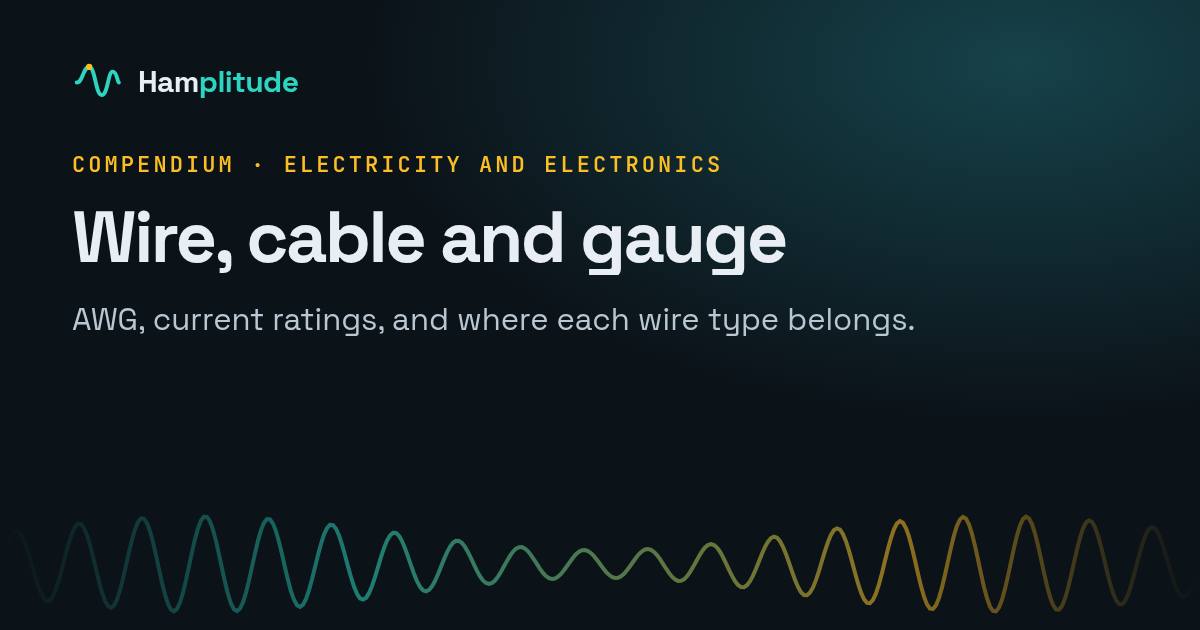 Hamplitude
COMPENDIUM · ELECTRICITY AND ELECTRONICS
Wire, cable and gauge
AWG, current ratings, and where each wire type belongs.